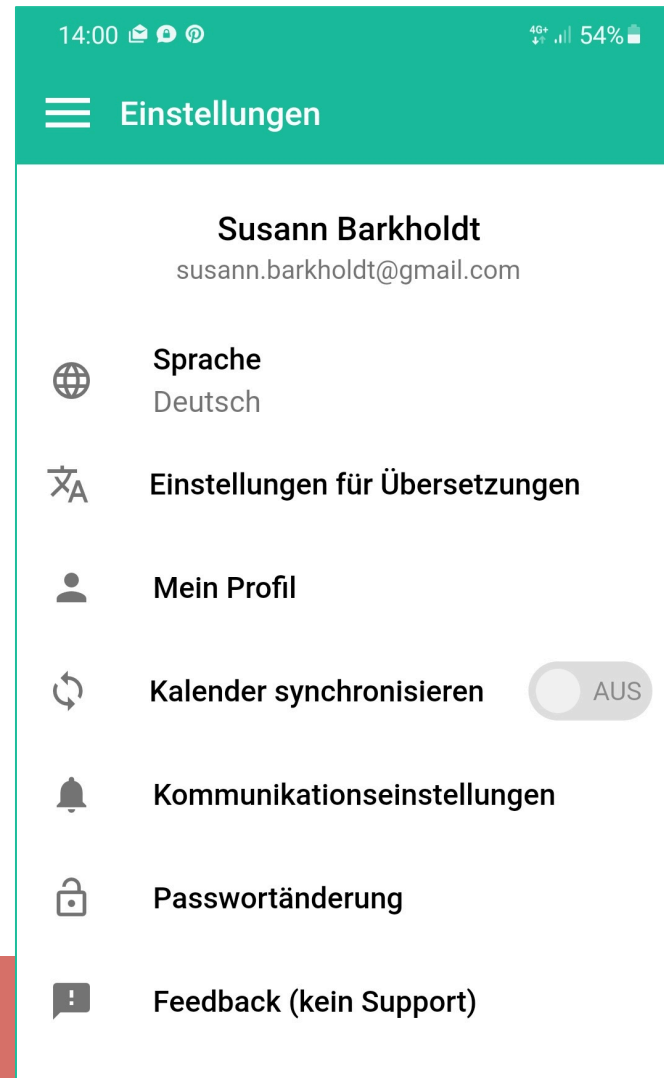 14:00 4G+ 54%
Einstellungen
Susann Barkholdt
susann.barkholdt@gmail.com
Sprache
Deutsch
Einstellungen für Übersetzungen
Mein Profil
Kalender synchronisieren AUS
Kommunikationseinstellungen
Passwortänderung
Feedback (kein Support)